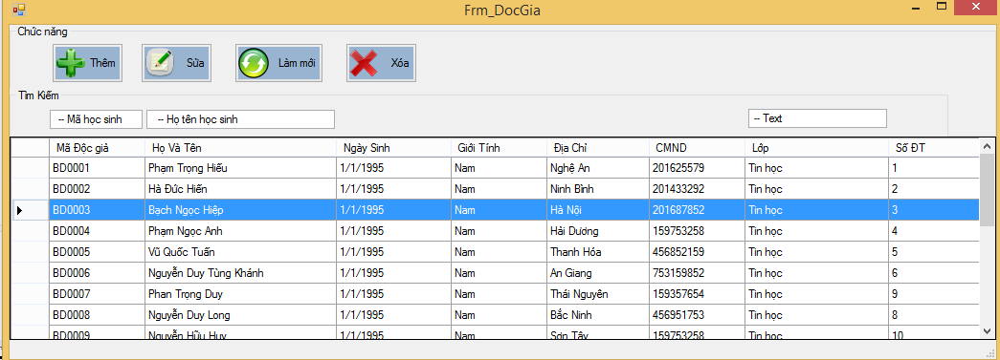 Frm_DocGia
Chức năng
Thêm Sửa Làm mới Xóa
Tìm Kiếm
-- Mã học sinh -- Họ tên học sinh -- Text
Mã Độc giả Họ Và Tên Ngày Sinh Giới Tính Địa Chỉ CMND Lớp Số ĐT
BD0001 Phạm Trọng Hiếu 1/1/1995 Nam Nghệ An 201625579 Tin học 1
BD0002 Hà Đức Hiến 1/1/1995 Nam Ninh Bình 201433292 Tin học 2
BD0003 Bạch Ngọc Hiệp 1/1/1995 Nam Hà Nội 201687852 Tin học 3
BD0004 Phạm Ngọc Anh 1/1/1995 Nam Hải Dương 159753258 Tin học 4
BD0005 Vũ Quốc Tuấn 1/1/1995 Nam Thanh Hóa 456852159 Tin học 5
BD0006 Nguyễn Duy Tùng Khánh 1/1/1995 Nam An Giang 753159852 Tin học 6
BD0007 Phan Trọng Duy 1/1/1995 Nam Thái Nguyên 159357654 Tin học 9
BD0008 Nguyễn Duy Long 1/1/1995 Nam Bắc Ninh 456951753 Tin học 8
BD0009 Nguyễn Hữu Huy 1/1/1995 Nam Sơn Tây 159753258 Tin học 10